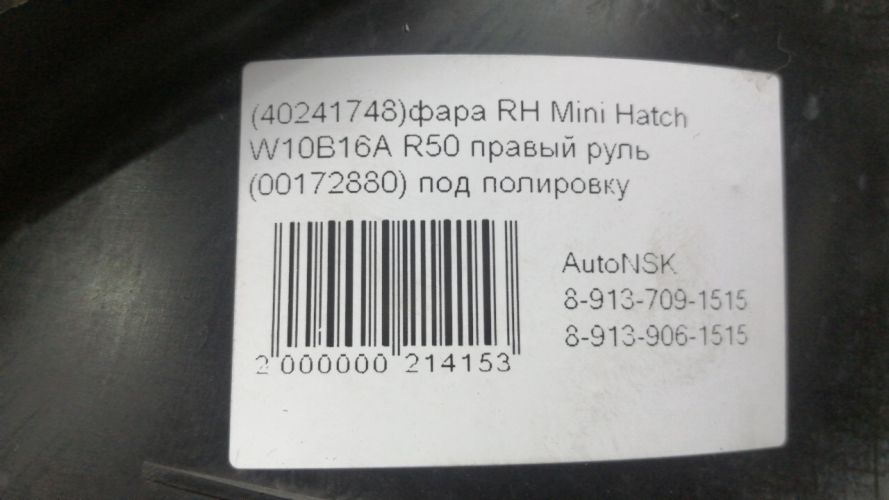 (40241748)фара RH Mini Hatch
W10B16A R50 правый руль
(00172880) под полировку
AutoNSK
8-913-709-1515
8-913-906-1515
2 000000 214153